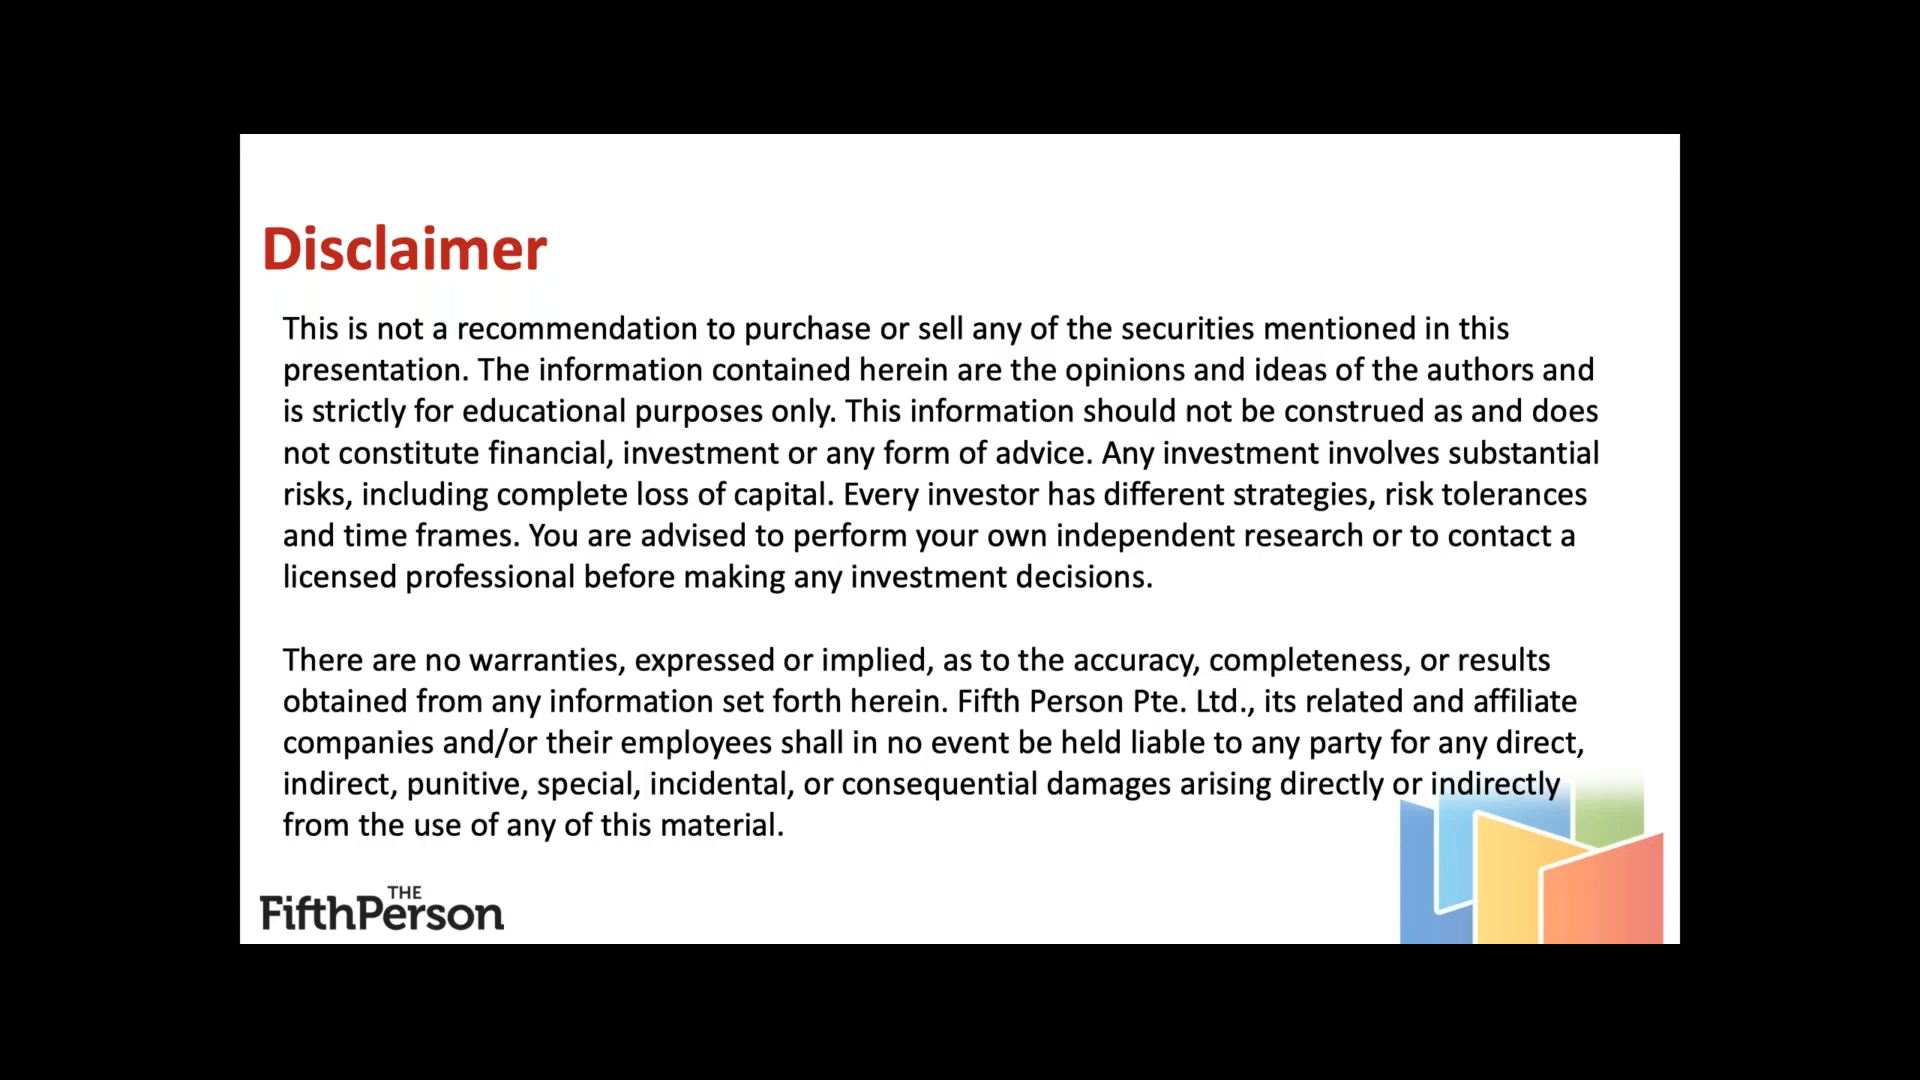 Disclaimer
This is not a recommendation to purchase or sell any of the securities mentioned in this
presentation. The information contained herein are the opinions and ideas of the authors and
is strictly for educational purposes only. This information should not be construed as and does
not constitute financial, investment or any form of advice. Any investment involves substantial
risks, including complete loss of capital. Every investor has different strategies, risk tolerances
and time frames. You are advised to perform your own independent research or to contact a
licensed professional before making any investment decisions.
There are no warranties, expressed or implied, as to the accuracy, completeness, or results
obtained from any information set forth herein. Fifth Person Pte. Ltd., its related and affiliate
companies and/or their employees shall in no event be held liable to any party for any direct,
indirect, punitive, special, incidental, or consequential damages arising directly or indirectly
from the use of any of this material.
THE
FifthPerson